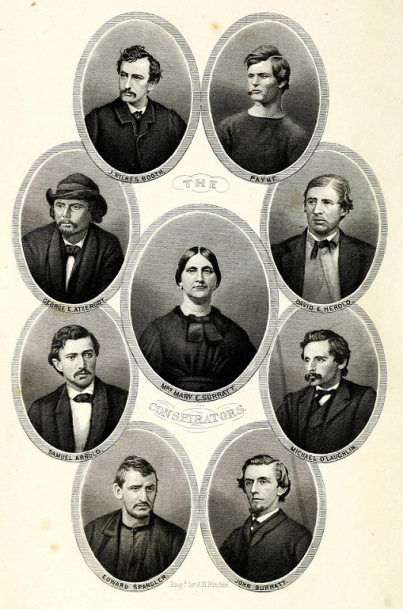 J. WILKES BOOTH.
PAYNE.
THE
GEORGE E. ATZEROT.
DAVID E. HEROLD.
MRS. MARY E. SURRATT.
CONSPIRATORS.
SAMUEL ARNOLD.
MICHAEL O'LAUGHLIN.
EDWARD SPANGLER.
JOHN SURRATT.
Eng.d by A.H. Ritchie